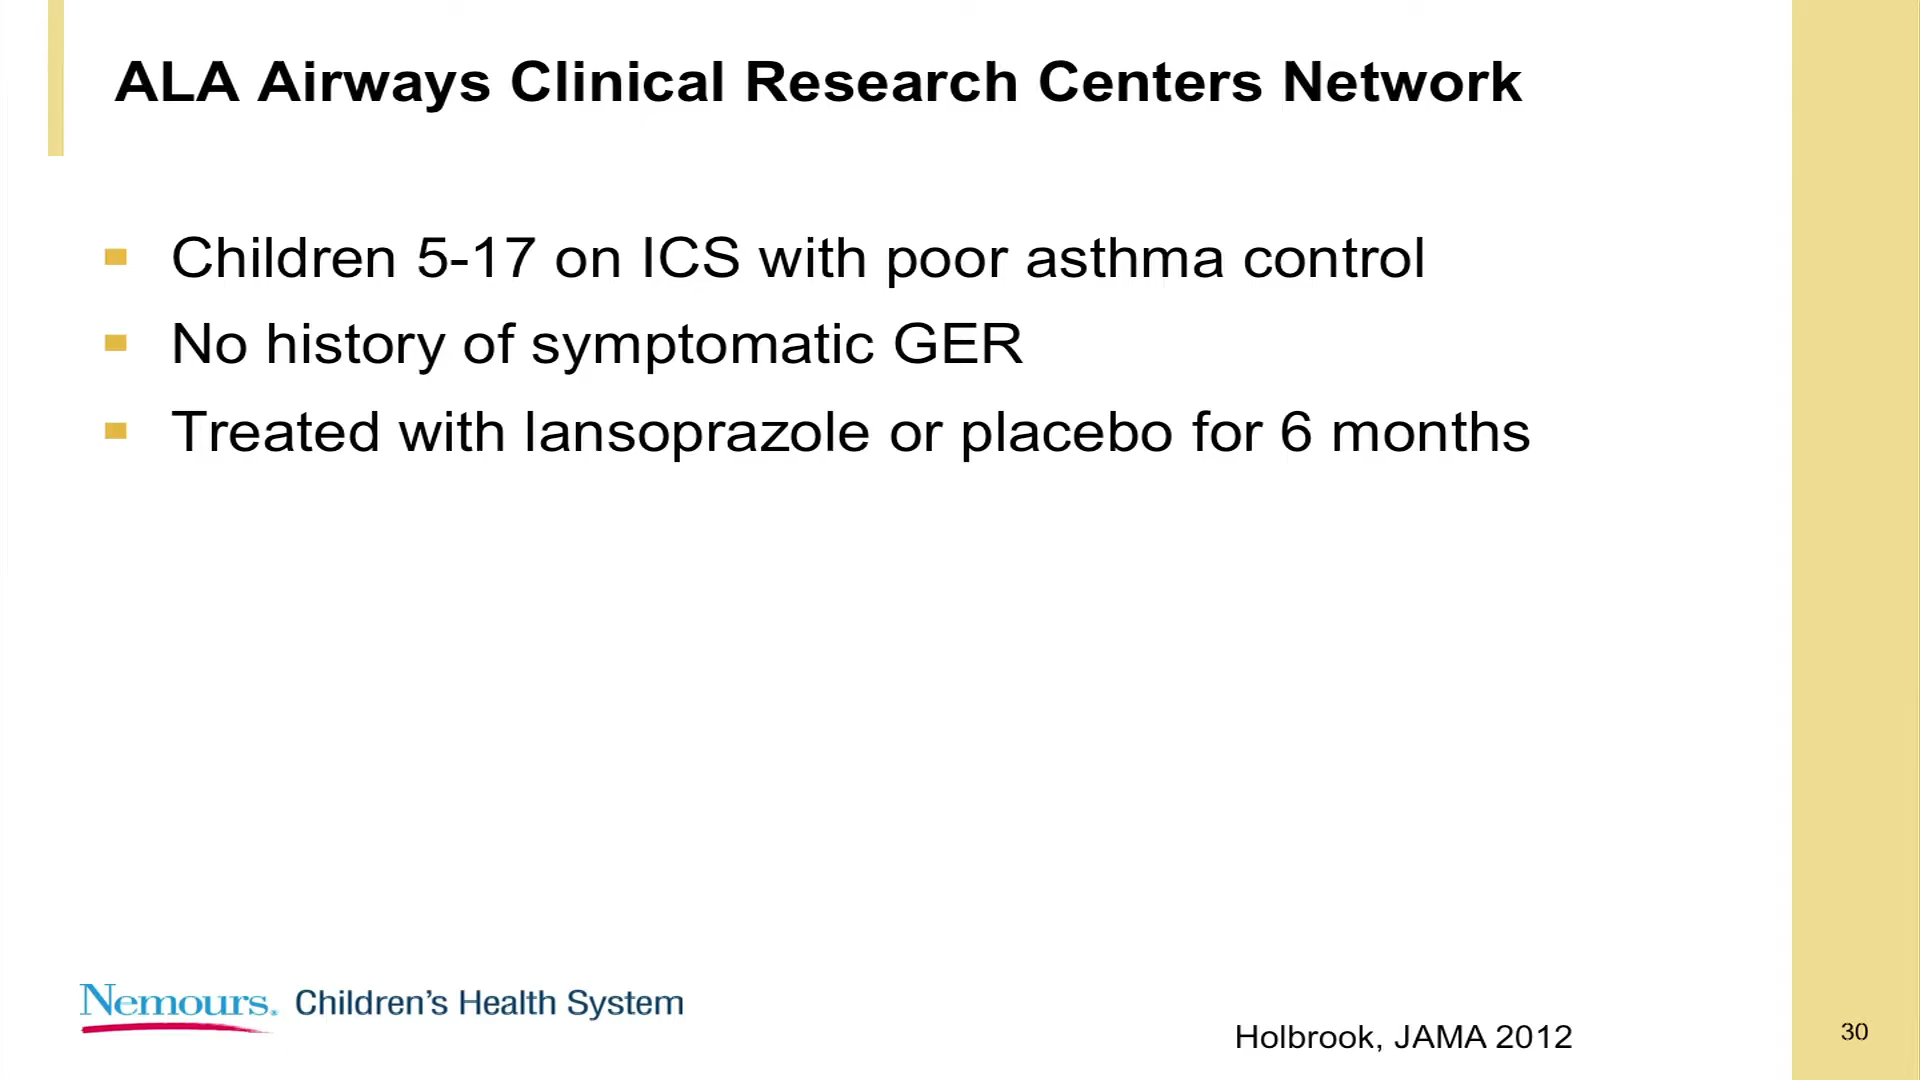 ALA Airways Clinical Research Centers Network
Children 5-17 on ICS with poor asthma control
No history of symptomatic GER
Treated with lansoprazole or placebo for 6 months
Nemours. Children's Health System
Holbrook, JAMA 2012
30